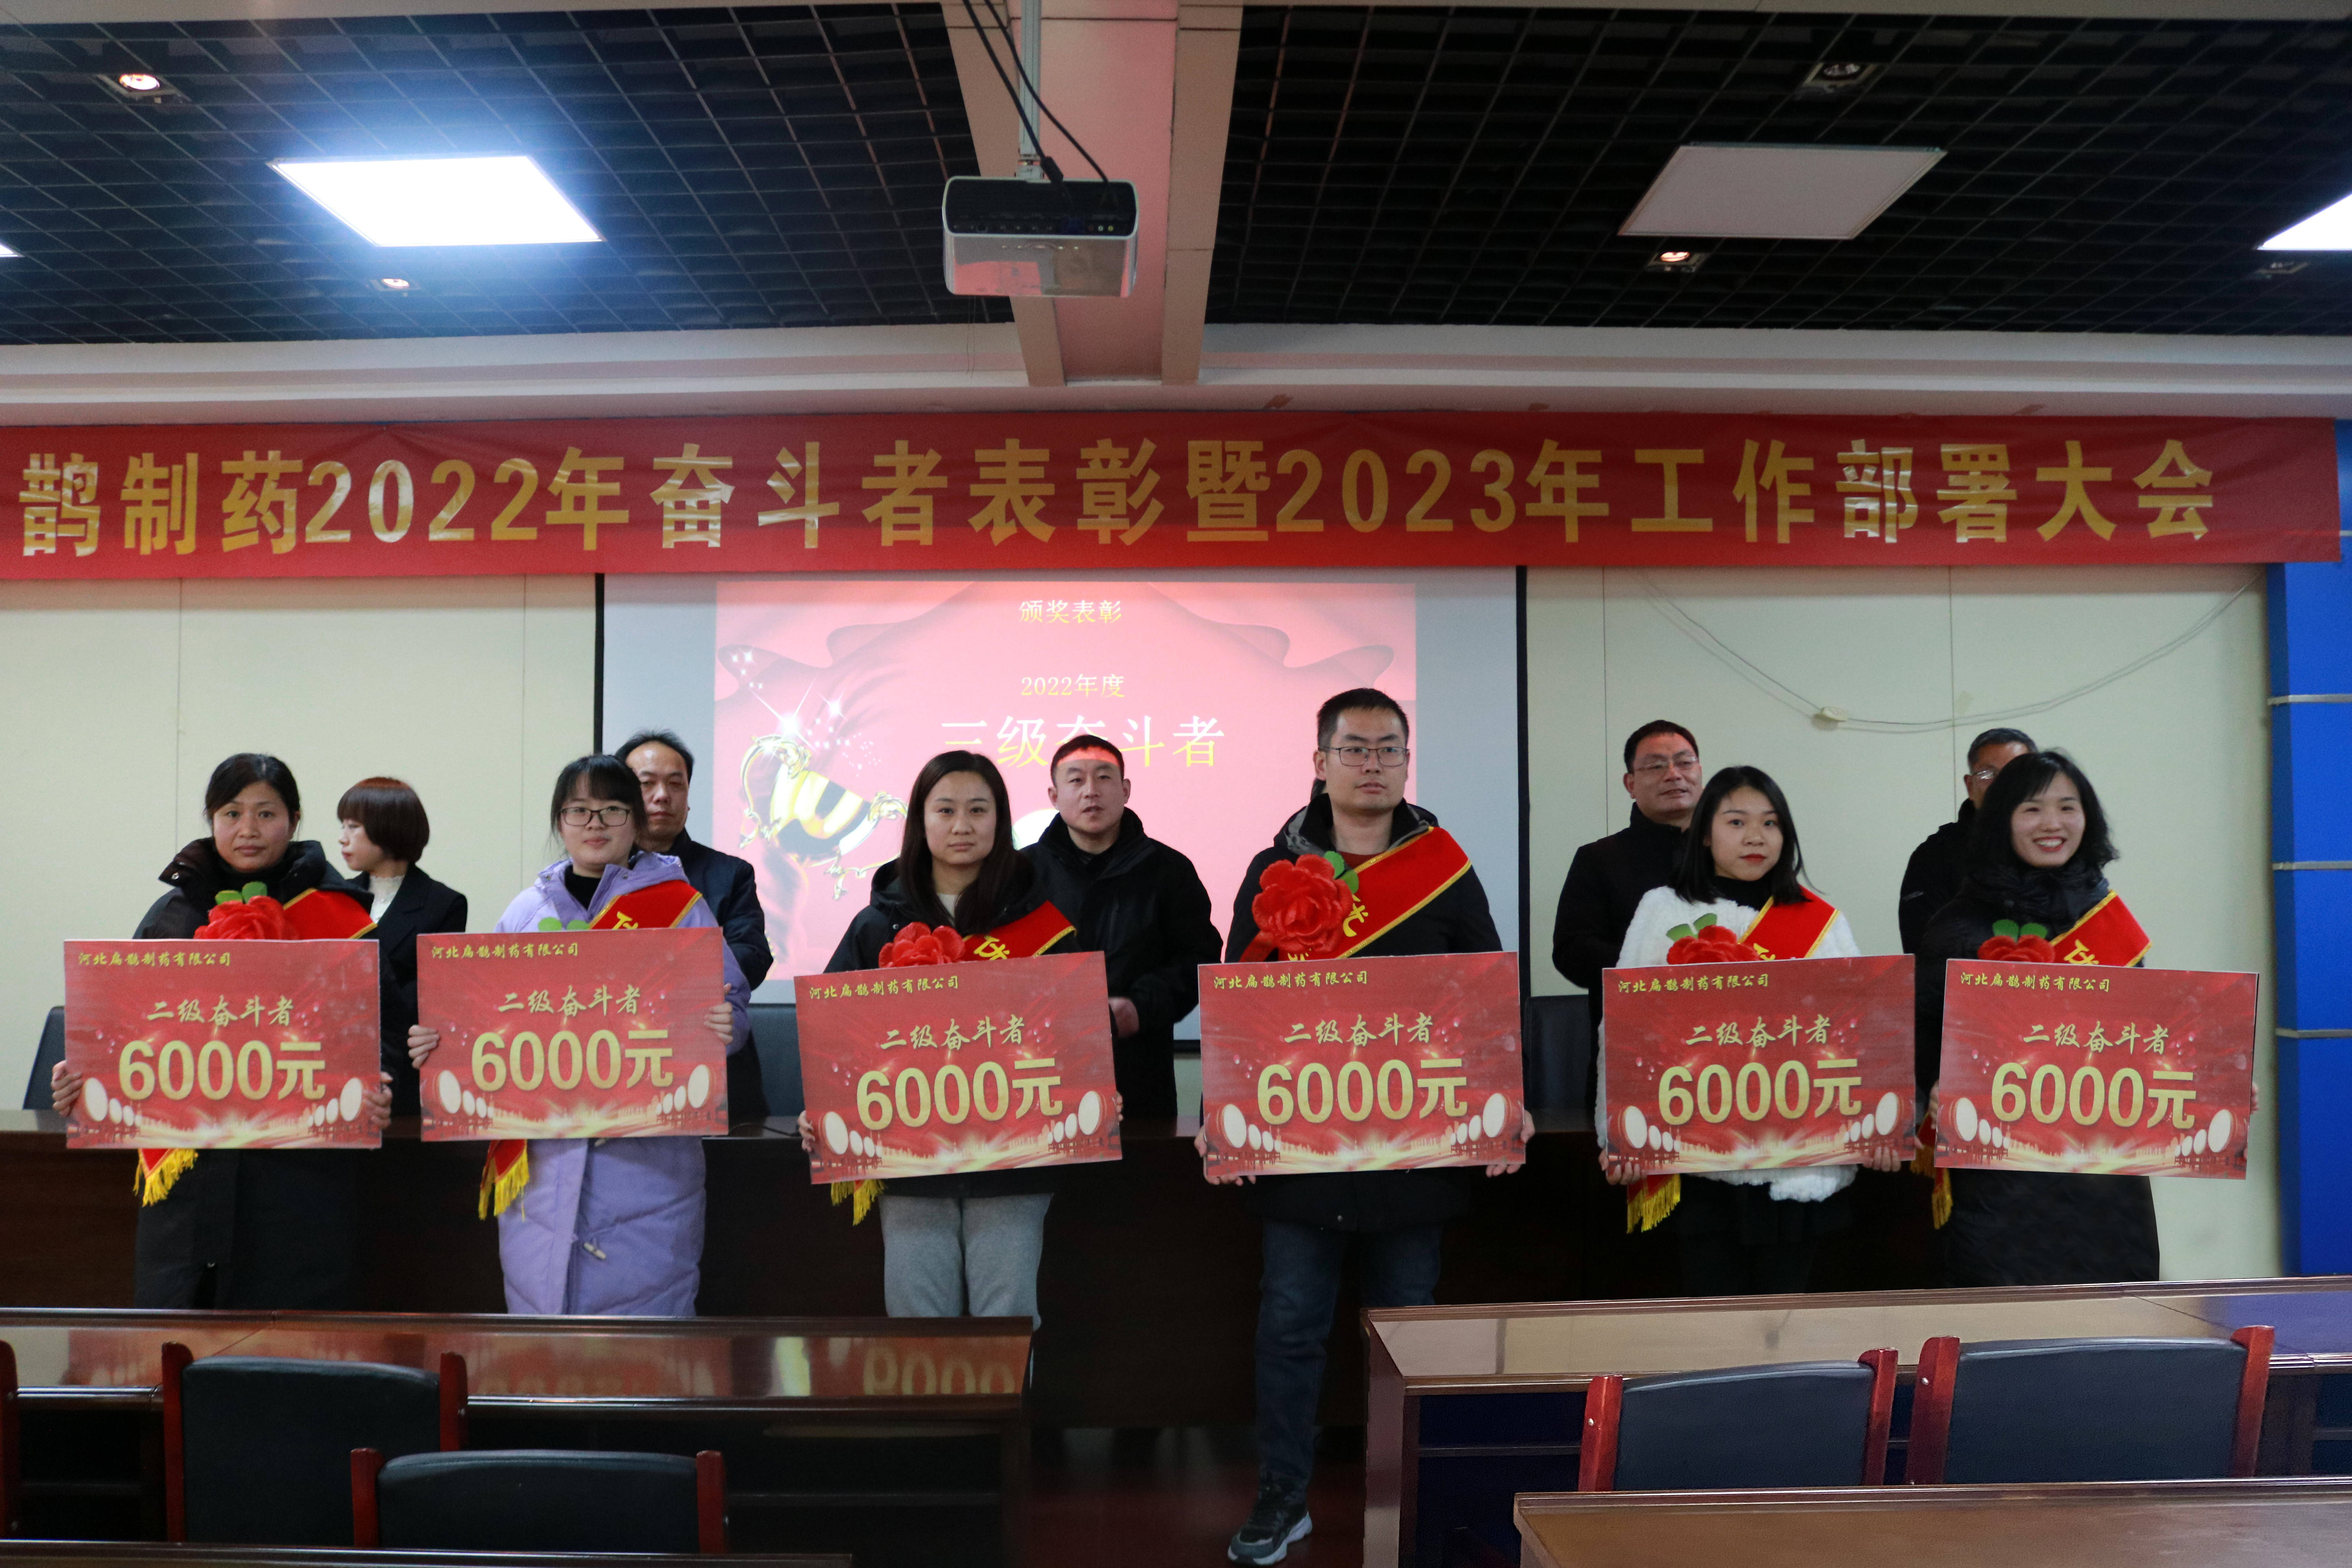 鹊制药2022年奋斗者表彰暨2023年工作部署大会
颁奖表彰
2022年度
三级奋斗者
河北扁鹊制药有限公司
二级奋斗者
6000元
河北扁鹊制药有限公司
二级奋斗者
6000元
河北扁鹊制药有限公司
二级奋斗者
6000元
河北扁鹊制药有限公司
二级奋斗者
6000元
河北扁鹊制药有限公司
二级奋斗者
6000元
河北扁鹊制药有限公司
二级奋斗者
6000元